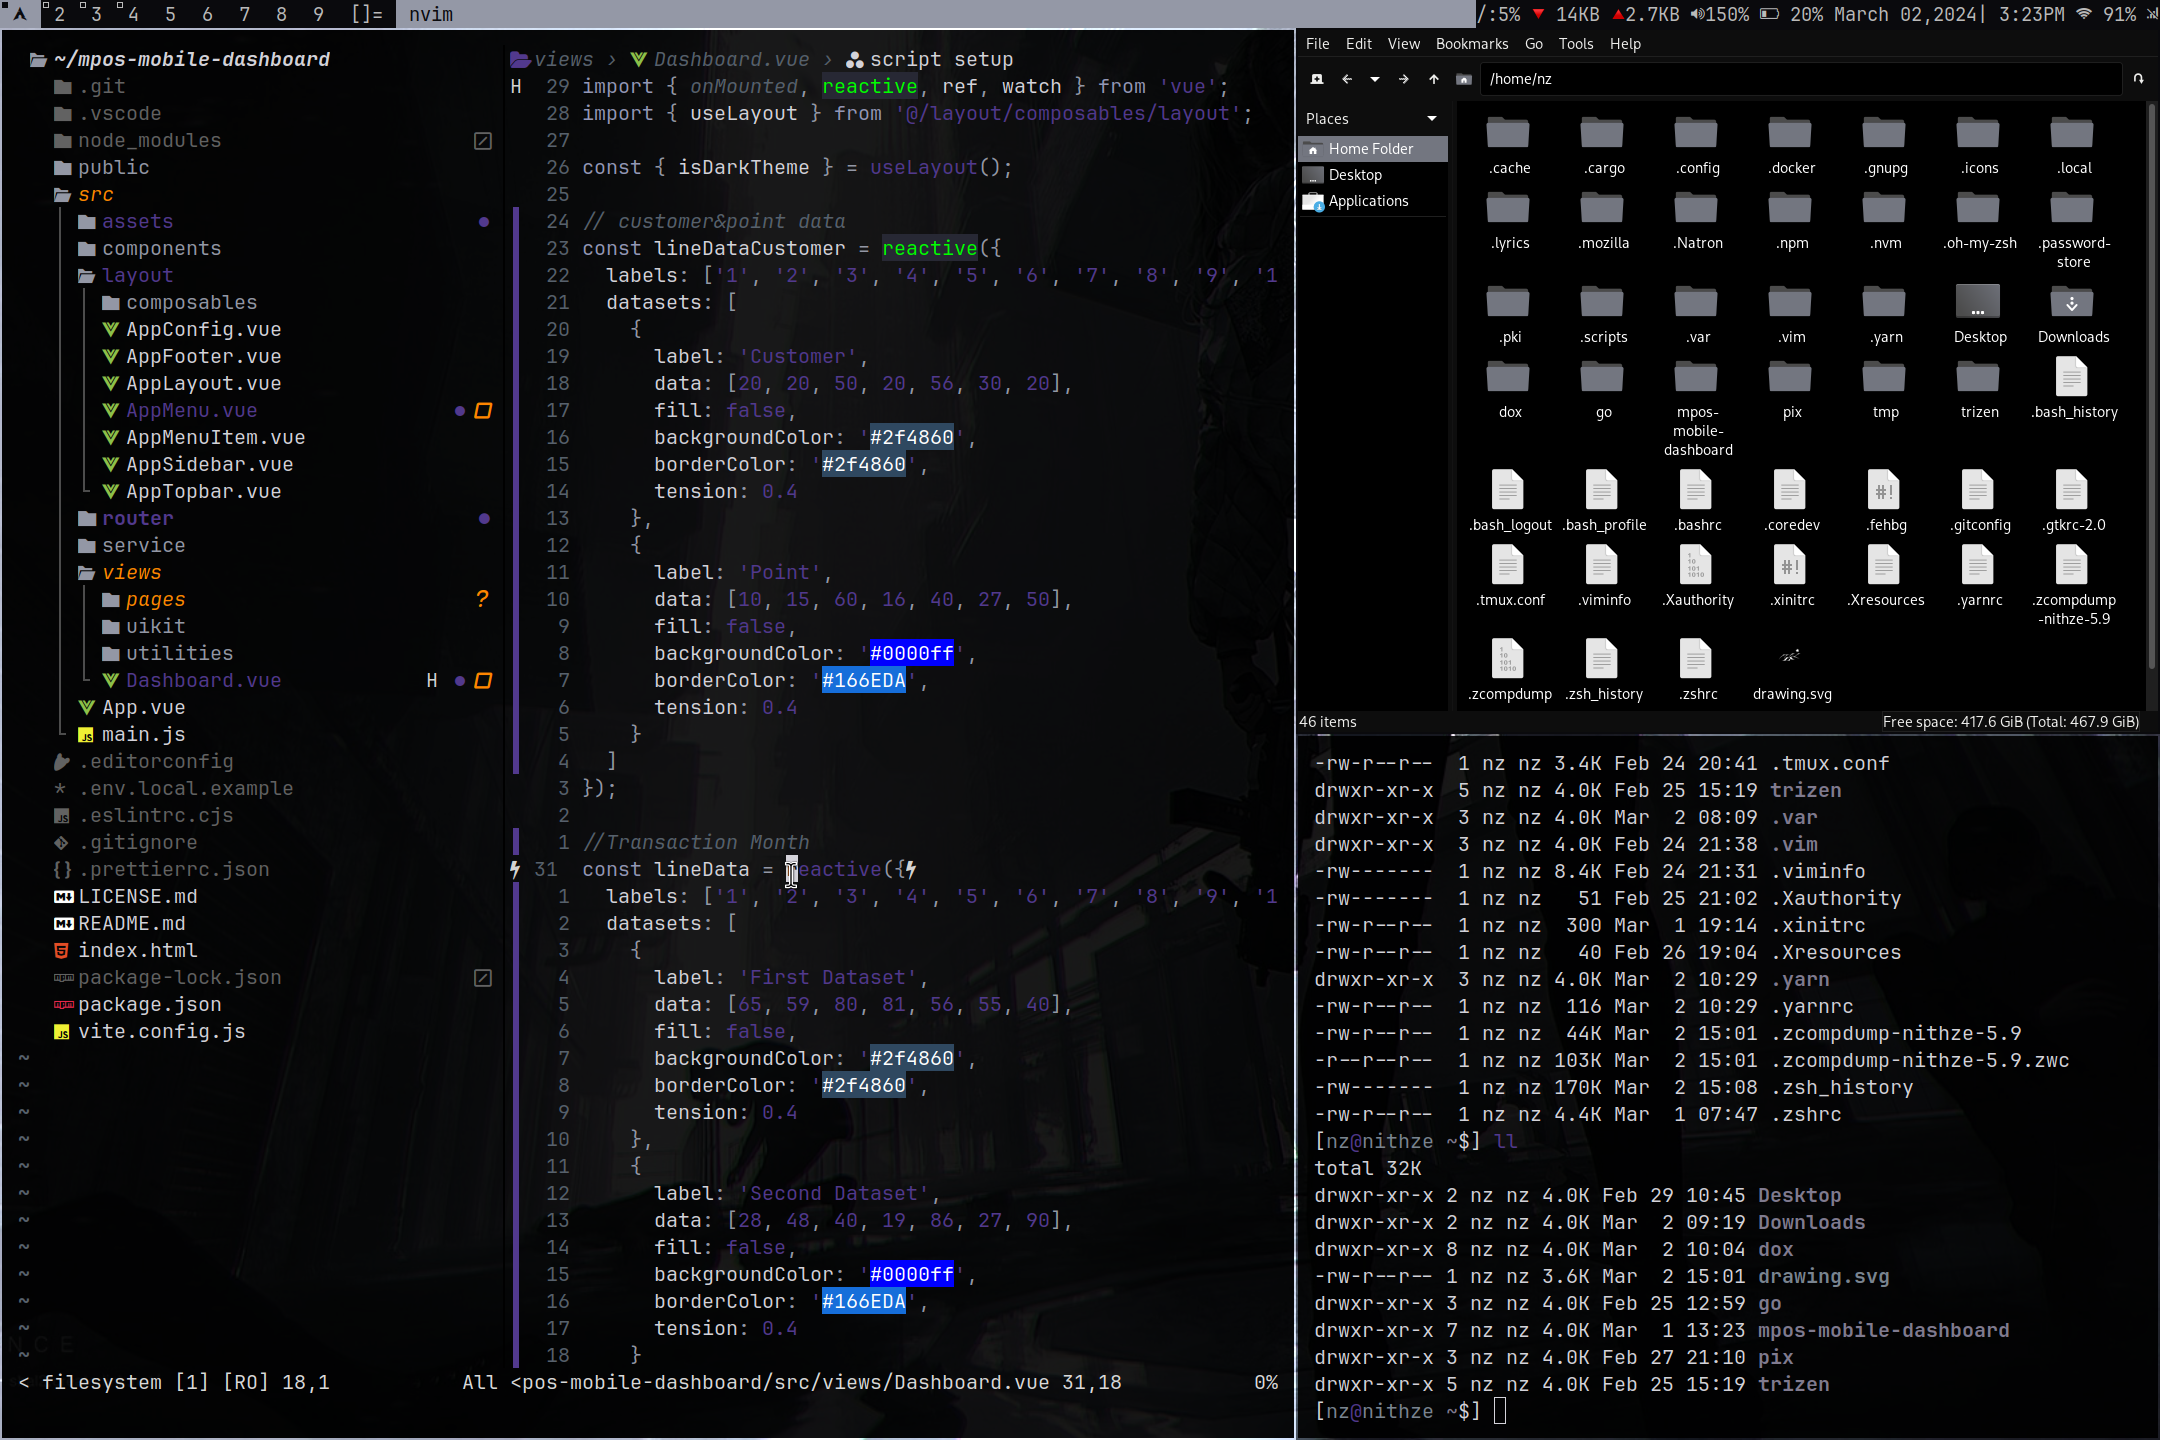 2 3 4 5 6 7 8 9 []= nvim
/:5% 14KB 2.7KB 150% 20% March 02,2024| 3:23PM 91%
~/mpos-mobile-dashboard
.git
.vscode
node_modules
public
src
assets
components
layout
composables
AppConfig.vue
AppFooter.vue
AppLayout.vue
AppMenu.vue
AppMenuItem.vue
AppSidebar.vue
AppTopbar.vue
router
service
views
pages ?
uikit
utilities
Dashboard.vue H
App.vue
main.js
.editorconfig
* .env.local.example
.eslintrc.cjs
.gitignore
{} .prettierrc.json
LICENSE.md
README.md
index.html
package-lock.json
package.json
vite.config.js
~
~
~
~
~
~
~
~
~
~
~
~
< filesystem [1] [RO] 18,1 All
views › Dashboard.vue › script setup
H 29 import { onMounted, reactive, ref, watch } from 'vue';
28 import { useLayout } from '@/layout/composables/layout';
27
26 const { isDarkTheme } = useLayout();
25
24 // customer&point data
23 const lineDataCustomer = reactive({
22 labels: ['1', '2', '3', '4', '5', '6', '7', '8', '9', '1
21 datasets: [
20 {
19 label: 'Customer',
18 data: [20, 20, 50, 20, 56, 30, 20],
17 fill: false,
16 backgroundColor: '#2f4860',
15 borderColor: '#2f4860',
14 tension: 0.4
13 },
12 {
11 label: 'Point',
10 data: [10, 15, 60, 16, 40, 27, 50],
9 fill: false,
8 backgroundColor: '#0000ff',
7 borderColor: '#166EDA',
6 tension: 0.4
5 }
4 ]
3 });
2
1 //Transaction Month
31 const lineData = reactive({
1 labels: ['1', '2', '3', '4', '5', '6', '7', '8', '9', '1
2 datasets: [
3 {
4 label: 'First Dataset',
5 data: [65, 59, 80, 81, 56, 55, 40],
6 fill: false,
7 backgroundColor: '#2f4860',
8 borderColor: '#2f4860',
9 tension: 0.4
10 },
11 {
12 label: 'Second Dataset',
13 data: [28, 48, 40, 19, 86, 27, 90],
14 fill: false,
15 backgroundColor: '#0000ff',
16 borderColor: '#166EDA',
17 tension: 0.4
18 }
<pos-mobile-dashboard/src/views/Dashboard.vue 31,18 0%
File Edit View Bookmarks Go Tools Help
/home/nz
Places
Home Folder
Desktop
Applications
.cache .cargo .config .docker .gnupg .icons .local
.lyrics .mozilla .Natron .npm .nvm .oh-my-zsh .password-
store
.pki .scripts .var .vim .yarn Desktop Downloads
dox go mpos- pix tmp trizen .bash_history
mobile-
dashboard
.bash_logout .bash_profile .bashrc .coredev .fehbg .gitconfig .gtkrc-2.0
.tmux.conf .viminfo .Xauthority .xinitrc .Xresources .yarnrc .zcompdump
-nithze-5.9
.zcompdump .zsh_history .zshrc drawing.svg
46 items Free space: 417.6 GiB (Total: 467.9 GiB)
-rw-r--r-- 1 nz nz 3.4K Feb 24 20:41 .tmux.conf
drwxr-xr-x 5 nz nz 4.0K Feb 25 15:19 trizen
drwxr-xr-x 3 nz nz 4.0K Mar 2 08:09 .var
drwxr-xr-x 3 nz nz 4.0K Feb 24 21:38 .vim
-rw------- 1 nz nz 8.4K Feb 24 21:31 .viminfo
-rw------- 1 nz nz 51 Feb 25 21:02 .Xauthority
-rw-r--r-- 1 nz nz 300 Mar 1 19:14 .xinitrc
-rw-r--r-- 1 nz nz 40 Feb 26 19:04 .Xresources
drwxr-xr-x 3 nz nz 4.0K Mar 2 10:29 .yarn
-rw-r--r-- 1 nz nz 116 Mar 2 10:29 .yarnrc
-rw-r--r-- 1 nz nz 44K Mar 2 15:01 .zcompdump-nithze-5.9
-r--r--r-- 1 nz nz 103K Mar 2 15:01 .zcompdump-nithze-5.9.zwc
-rw------- 1 nz nz 170K Mar 2 15:08 .zsh_history
-rw-r--r-- 1 nz nz 4.4K Mar 1 07:47 .zshrc
[nz@nithze ~$] ll
total 32K
drwxr-xr-x 2 nz nz 4.0K Feb 29 10:45 Desktop
drwxr-xr-x 2 nz nz 4.0K Mar 2 09:19 Downloads
drwxr-xr-x 8 nz nz 4.0K Mar 2 10:04 dox
-rw-r--r-- 1 nz nz 3.6K Mar 2 15:01 drawing.svg
drwxr-xr-x 3 nz nz 4.0K Feb 25 12:59 go
drwxr-xr-x 7 nz nz 4.0K Mar 1 13:23 mpos-mobile-dashboard
drwxr-xr-x 3 nz nz 4.0K Feb 27 21:10 pix
drwxr-xr-x 5 nz nz 4.0K Feb 25 15:19 trizen
[nz@nithze ~$]